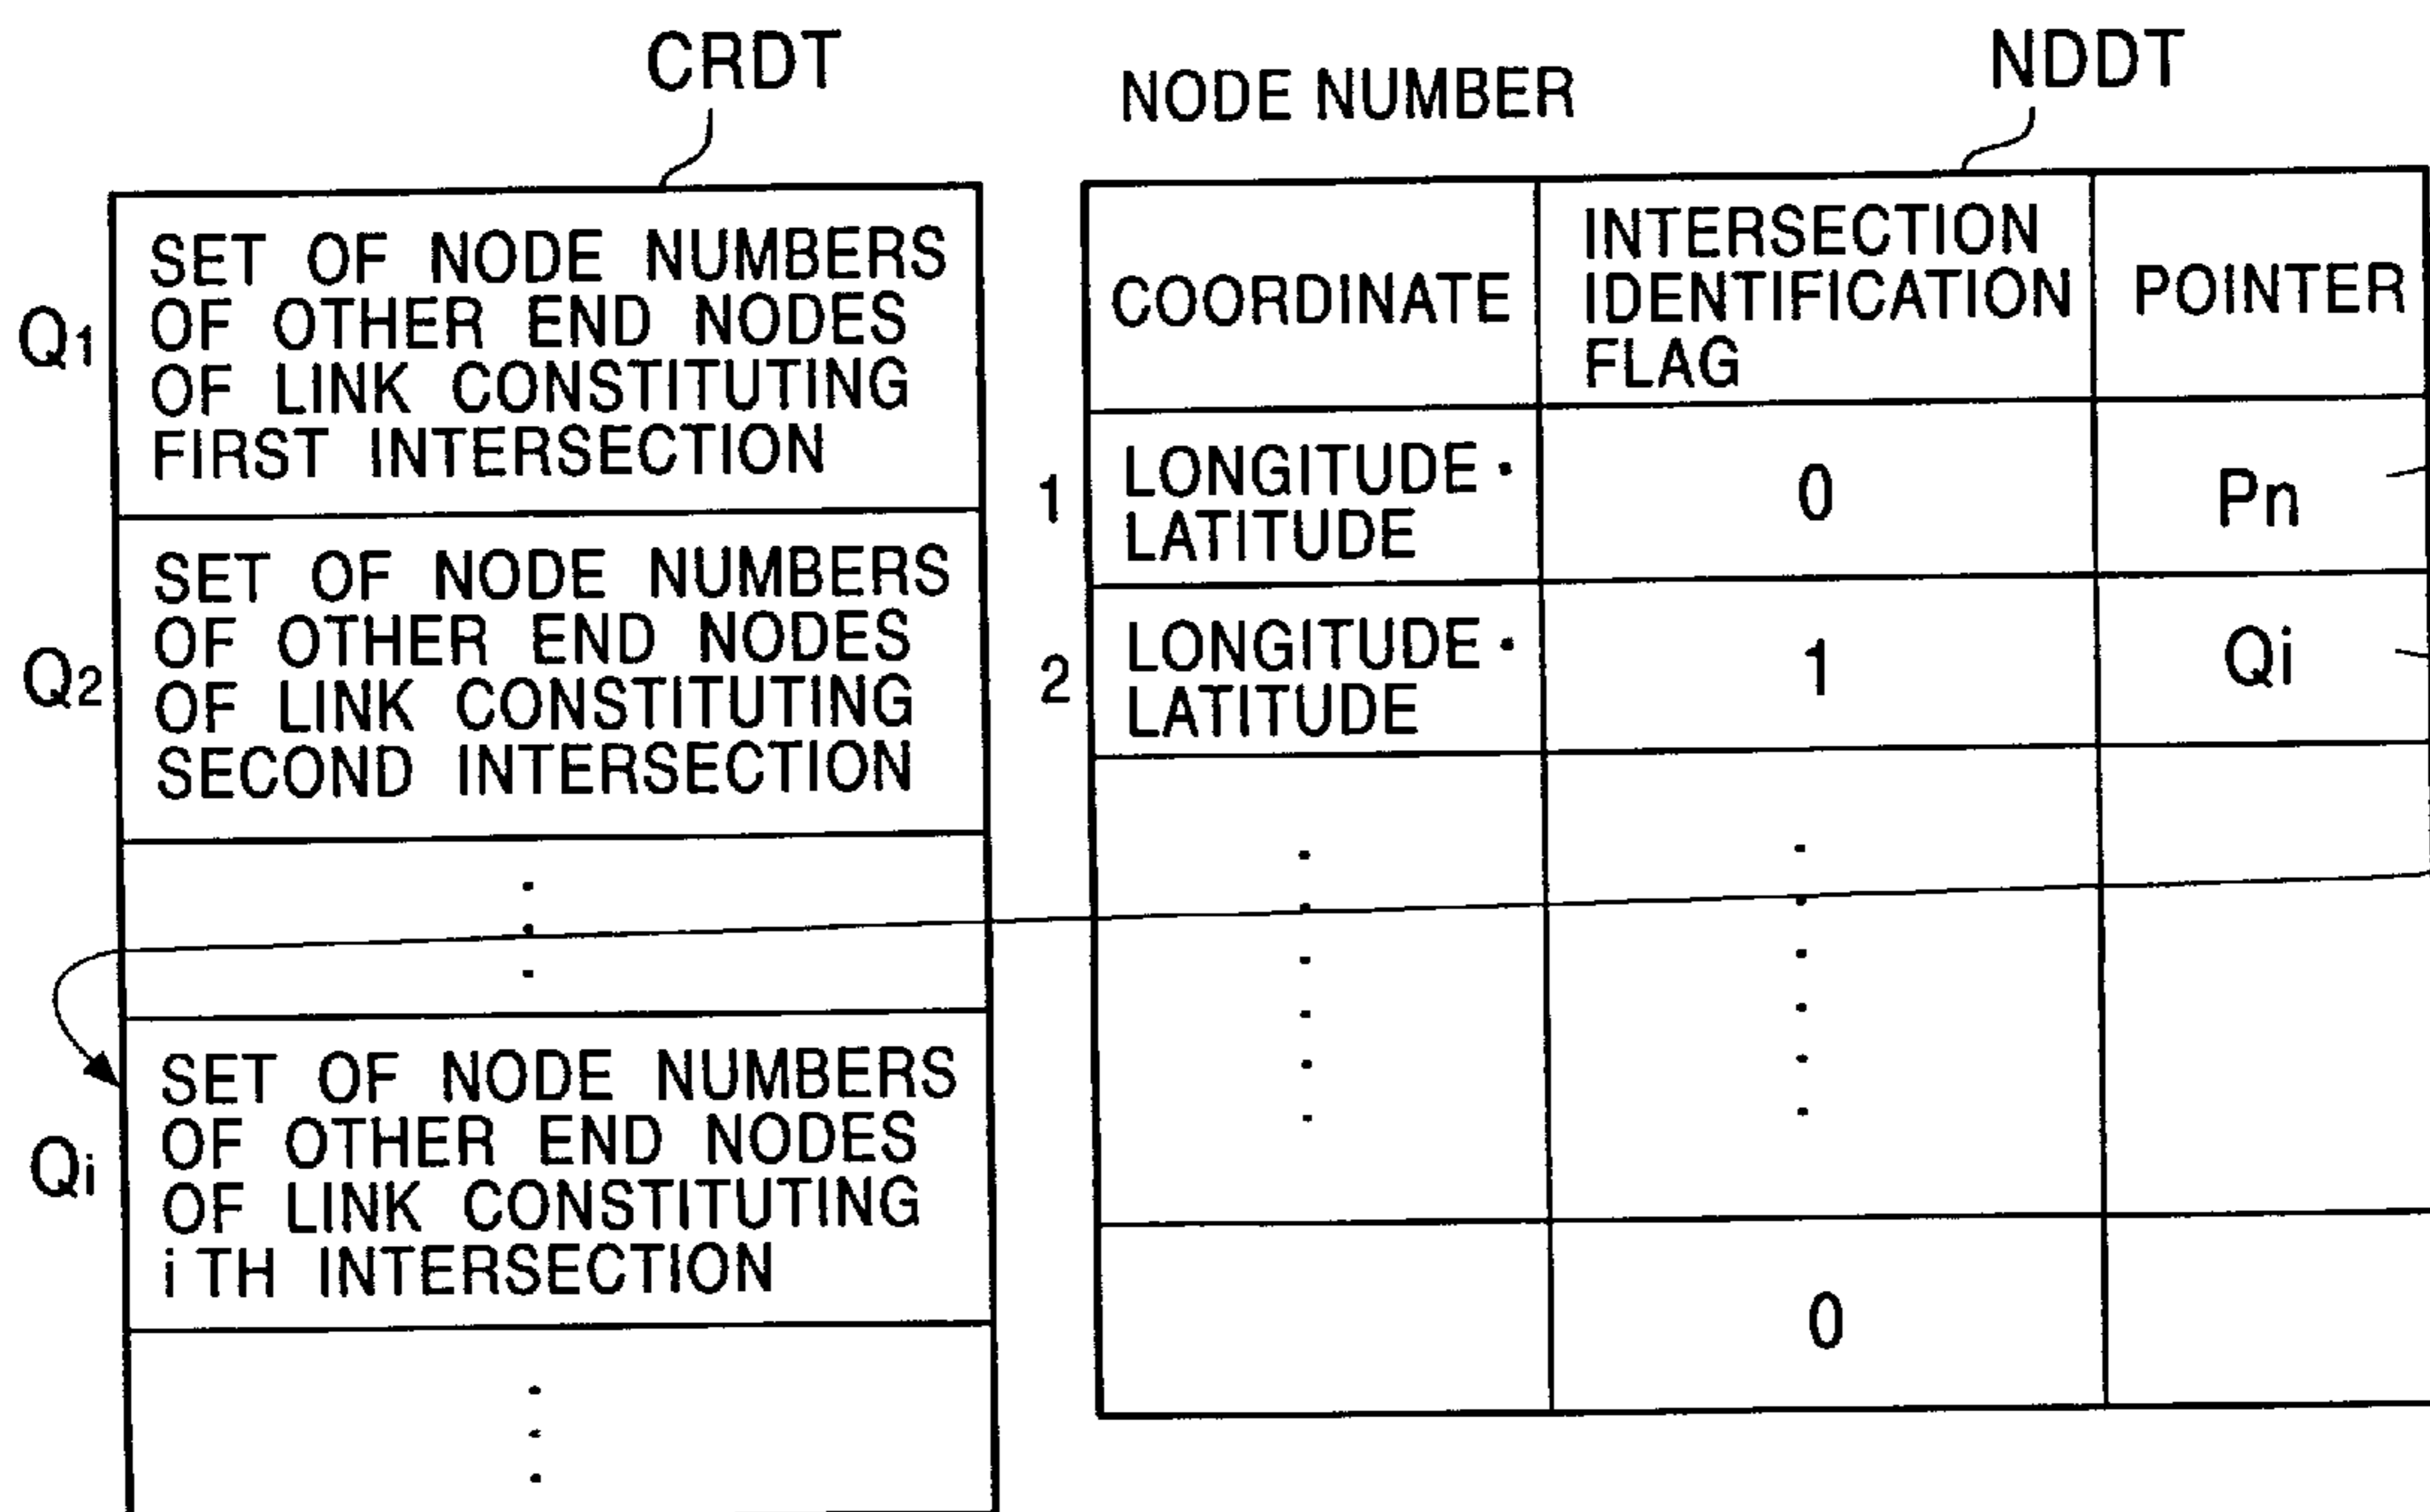 CRDT
Q1
SET OF NODE NUMBERS
OF OTHER END NODES
OF LINK CONSTITUTING
FIRST INTERSECTION
Q2
SET OF NODE NUMBERS
OF OTHER END NODES
OF LINK CONSTITUTING
SECOND INTERSECTION
Qi
SET OF NODE NUMBERS
OF OTHER END NODES
OF LINK CONSTITUTING
i TH INTERSECTION
NODE NUMBER
NDDT
COORDINATE
INTERSECTION
IDENTIFICATION
FLAG
POINTER
1
LONGITUDE ·
LATITUDE
0
Pn
2
LONGITUDE ·
LATITUDE
1
Qi
0